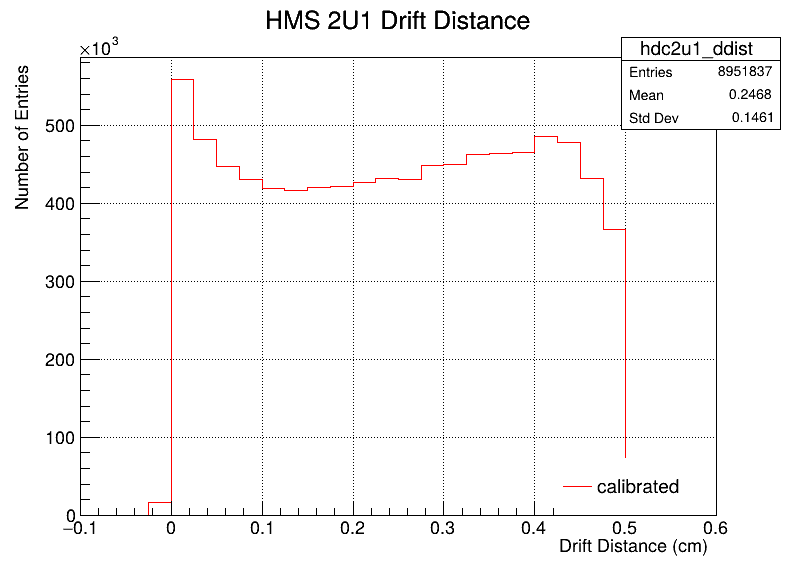 HMS 2U1 Drift Distance
×10³
hdc2u1_ddist
Entries 8951837
Mean 0.2468
Std Dev 0.1461
Number of Entries
500
400
300
200
100
0
−0.1 0 0.1 0.2 0.3 0.4 0.5 0.6
Drift Distance (cm)
calibrated